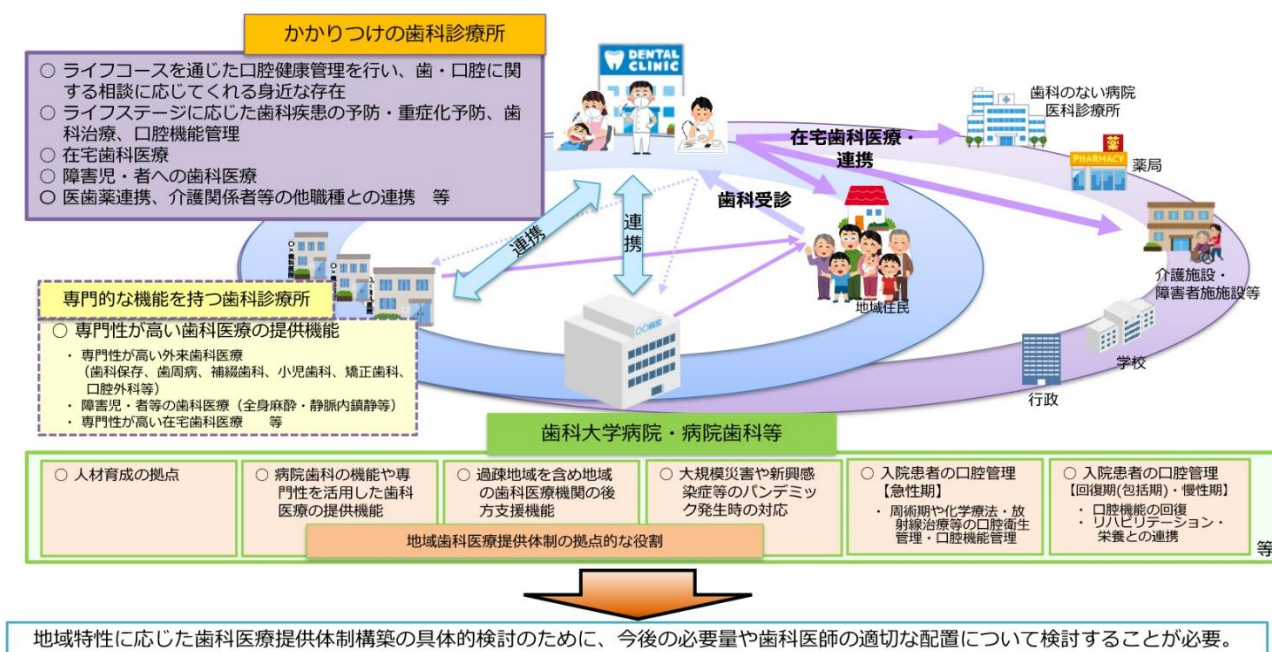 かかりつけの歯科診療所
○ ライフコースを通じた口腔健康管理を行い、歯・口腔に関
する相談に応じてくれる身近な存在
○ ライフステージに応じた歯科疾患の予防・重症化予防、歯
科治療、口腔機能管理
○ 在宅歯科医療
○ 障害児・者への歯科医療
○ 医歯薬連携、介護関係者等の他職種との連携　等
DENTAL
CLINIC
歯科のない病院
医科診療所
在宅歯科医療・
連携
薬
PHARMACY
薬局
歯科受診
連携
連携
介護施設・
障害者施施設等
地域住民
学校
行政
専門的な機能を持つ歯科診療所
○ 専門性が高い歯科医療の提供機能
・ 専門性が高い外来歯科医療
（歯科保存、歯周病、補綴歯科、小児歯科、矯正歯科、
口腔外科等）
・ 障害児・者等の歯科医療（全身麻酔・静脈内鎮静等）
・ 専門性が高い在宅歯科医療　等
○○病院
歯科大学病院・病院歯科等
○ 人材育成の拠点
○ 病院歯科の機能や専
門性を活用した歯科
医療の提供機能
○ 過疎地域を含め地域
の歯科医療機関の後
方支援機能
○ 大規模災害や新興感
染症等のパンデミッ
ク発生時の対応
地域歯科医療提供体制の拠点的な役割
○ 入院患者の口腔管理
【急性期】
・ 周術期や化学療法・放
射線治療等の口腔衛生
管理・口腔機能管理
○ 入院患者の口腔管理
【回復期(包括期)・慢性期】
・ 口腔機能の回復
・ リハビリテーション・
栄養との連携
等
地域特性に応じた歯科医療提供体制構築の具体的検討のために、今後の必要量や歯科医師の適切な配置について検討することが必要。